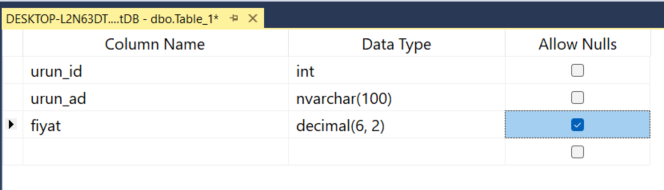 DESKTOP-L2N63DT....tDB - dbo.Table_1*
Column Name Data Type Allow Nulls
urun_id int
urun_ad nvarchar(100)
fiyat decimal(6, 2)